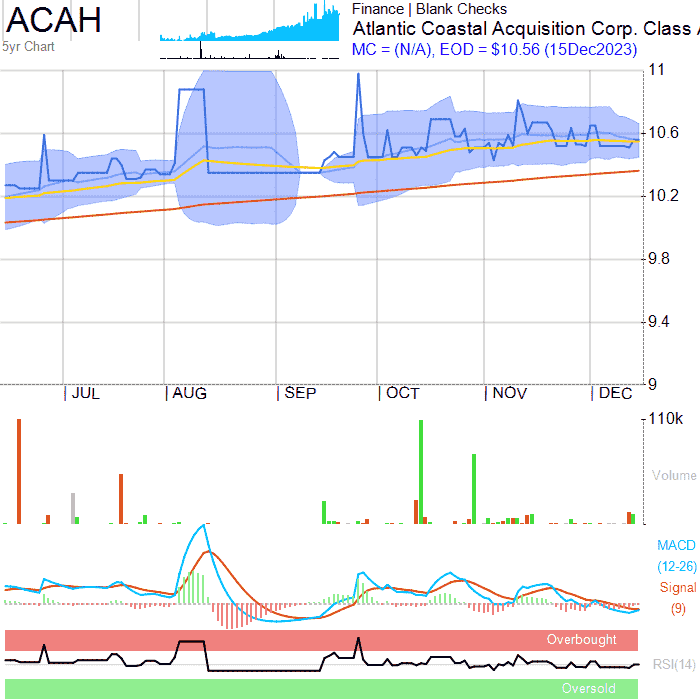 ACAH
5yr Chart
Finance | Blank Checks
Atlantic Coastal Acquisition Corp. Class
MC = (N/A), EOD = $10.56 (15Dec2023)
11
10.6
10.2
9.8
9.4
9
JUL AUG SEP OCT NOV DEC
110k
Volume
MACD
(12-26)
Signal
(9)
Overbought
RSI(14)
Oversold